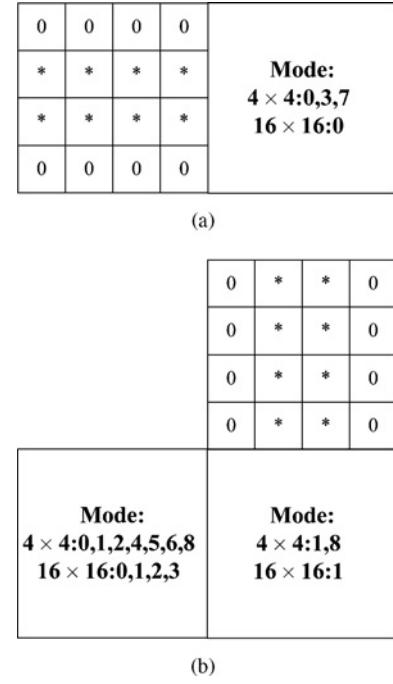 0 0 0 0
* * * *
* * * *
0 0 0 0
Mode:
4 × 4:0,3,7
16 × 16:0
(a)
0 * * 0
0 * * 0
0 * * 0
0 * * 0
Mode:
4 × 4:0,1,2,4,5,6,8
16 × 16:0,1,2,3
Mode:
4 × 4:1,8
16 × 16:1
(b)